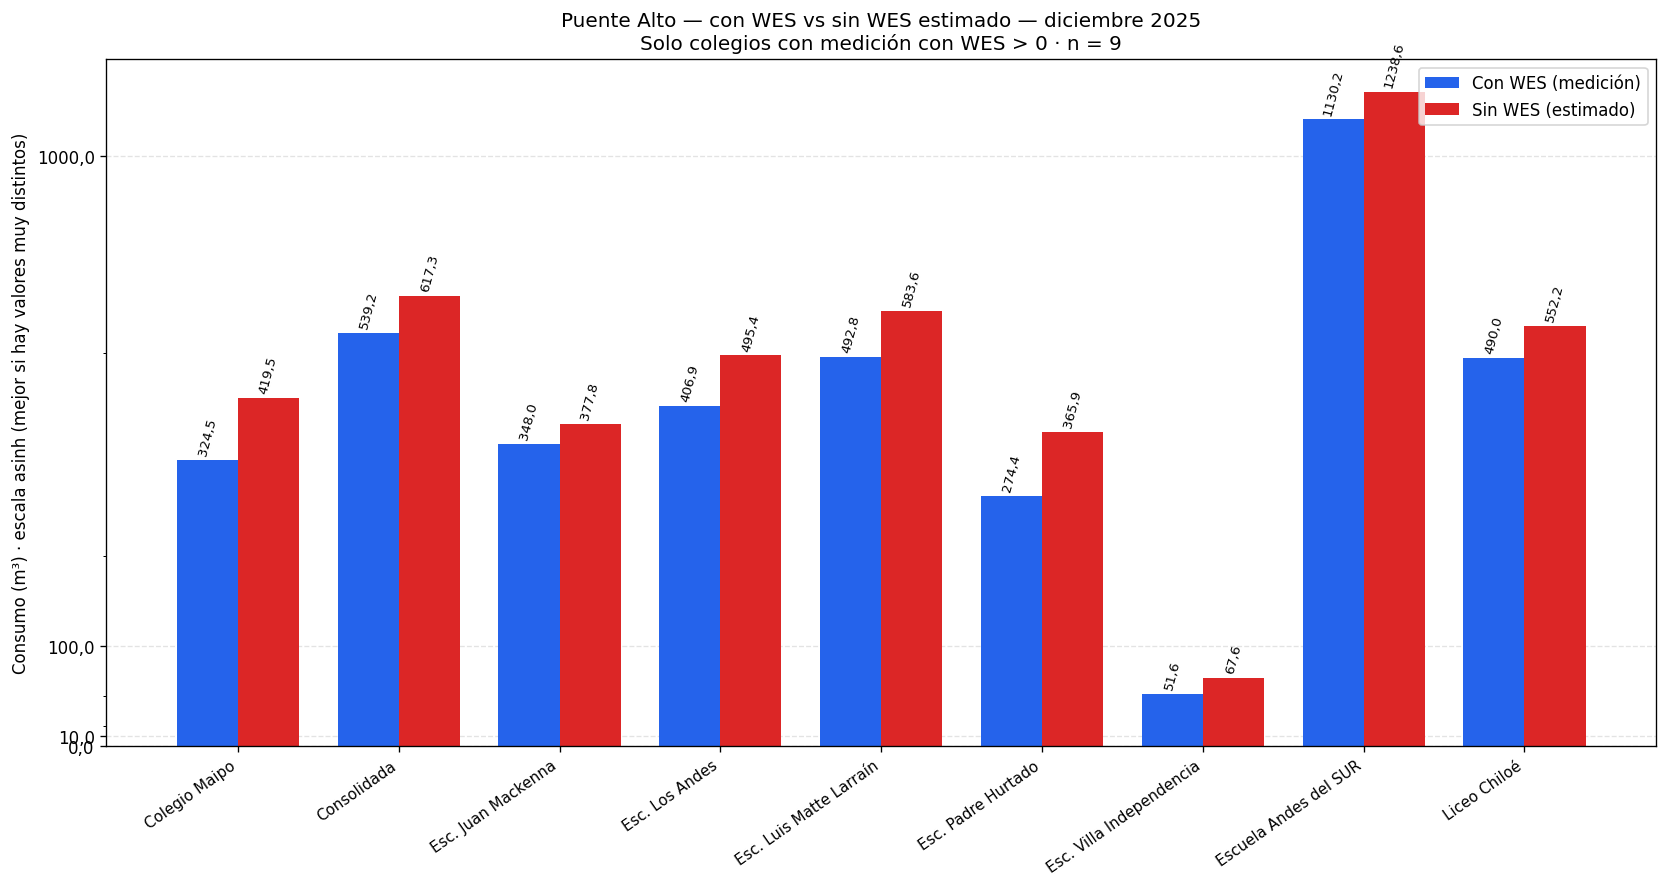 Puente Alto — con WES vs sin WES estimado — diciembre 2025
Solo colegios con medición con WES > 0 · n = 9
Con WES (medición)
Sin WES (estimado)
Consumo (m³) · escala asinh (mejor si hay valores muy distintos)
1000,0
100,0
10,0
0,0
324,5
419,5
539,2
617,3
348,0
377,8
406,9
495,4
492,8
583,6
274,4
365,9
51,6
67,6
1130,2
1238,6
490,0
552,2
Colegio Maipo
Consolidada
Esc. Juan Mackenna
Esc. Los Andes
Esc. Luis Matte Larraín
Esc. Padre Hurtado
Esc. Villa Independencia
Escuela Andes del SUR
Liceo Chiloé